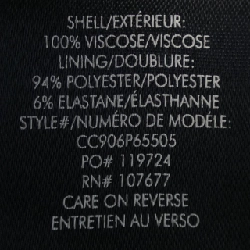 SHELL/EXTÉRIEUR:
100% VISCOSE/VISCOSE
LINING/DOUBLURE:
94% POLYESTER/POLYESTER
6% ELASTANE/ÉLASTHANNE
STYLE#/NUMÉRO DE MODÈLE:
CC906P65505
PO# 119724
RN# 107677
CARE ON REVERSE
ENTRETIEN AU VERSO